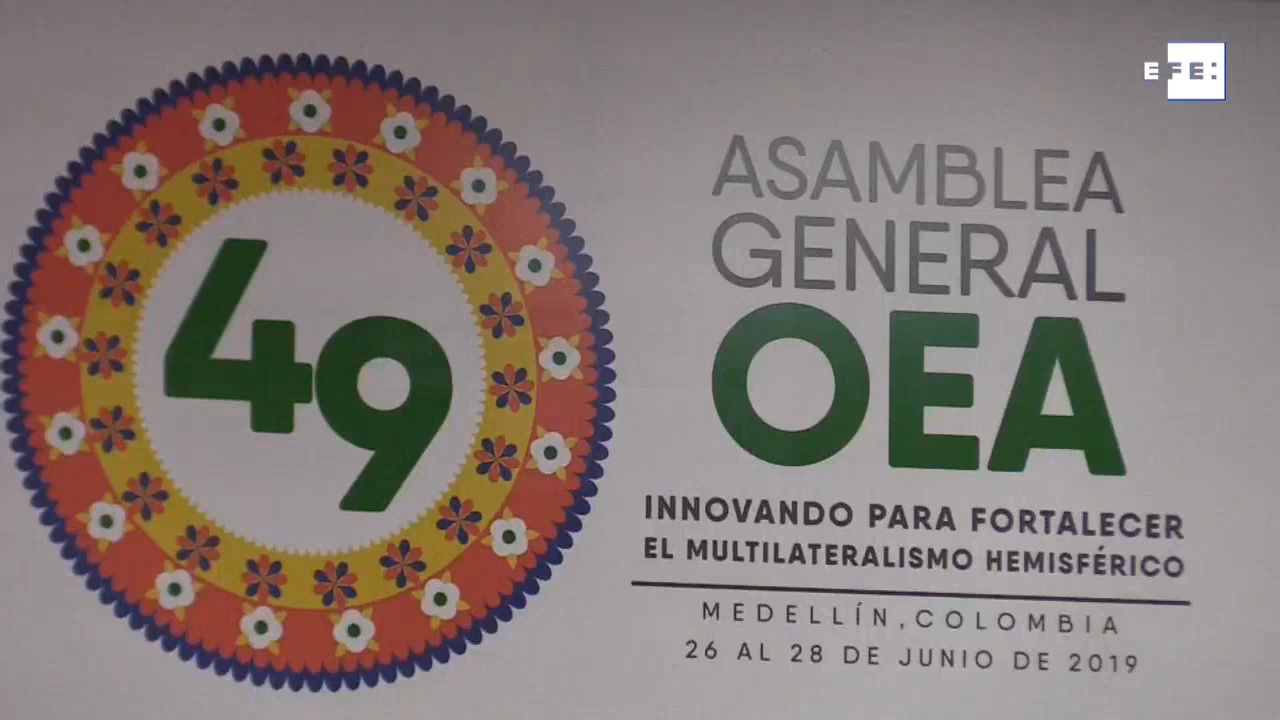 EFE:
49
ASAMBLEA
GENERAL
OEA
INNOVANDO PARA FORTALECER
EL MULTILATERALISMO HEMISFÉRICO
MEDELLÍN, COLOMBIA
26 AL 28 DE JUNIO DE 2019